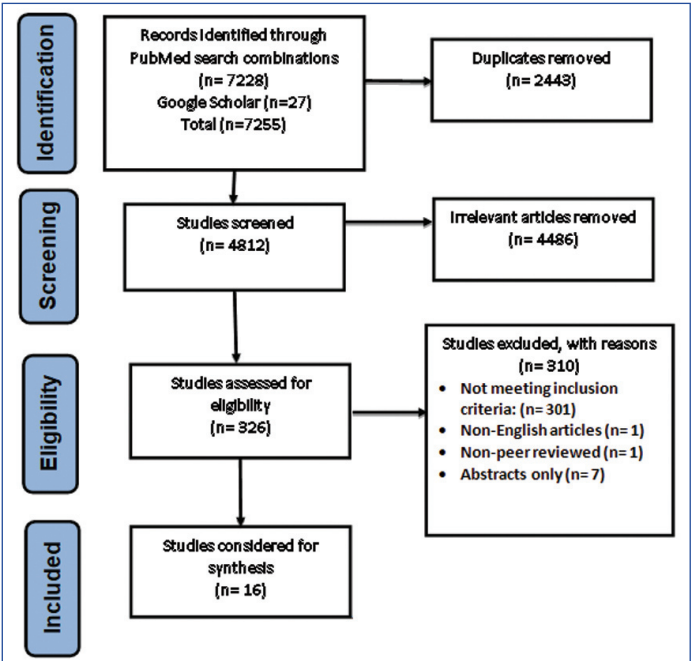 Identification
Records identified through
PubMed search combinations
(n= 7228)
Google Scholar (n=27)
Total (n=7255)
Duplicates removed
(n= 2443)
Screening
Studies screened
(n= 4812)
Irrelevant articles removed
(n= 4486)
Eligibility
Studies assessed for
eligibility
(n= 326)
Studies excluded, with reasons
(n= 310)
• Not meeting inclusion
criteria: (n= 301)
• Non-English articles (n= 1)
• Non-peer reviewed (n= 1)
• Abstracts only (n= 7)
Included
Studies considered for
synthesis
(n= 16)